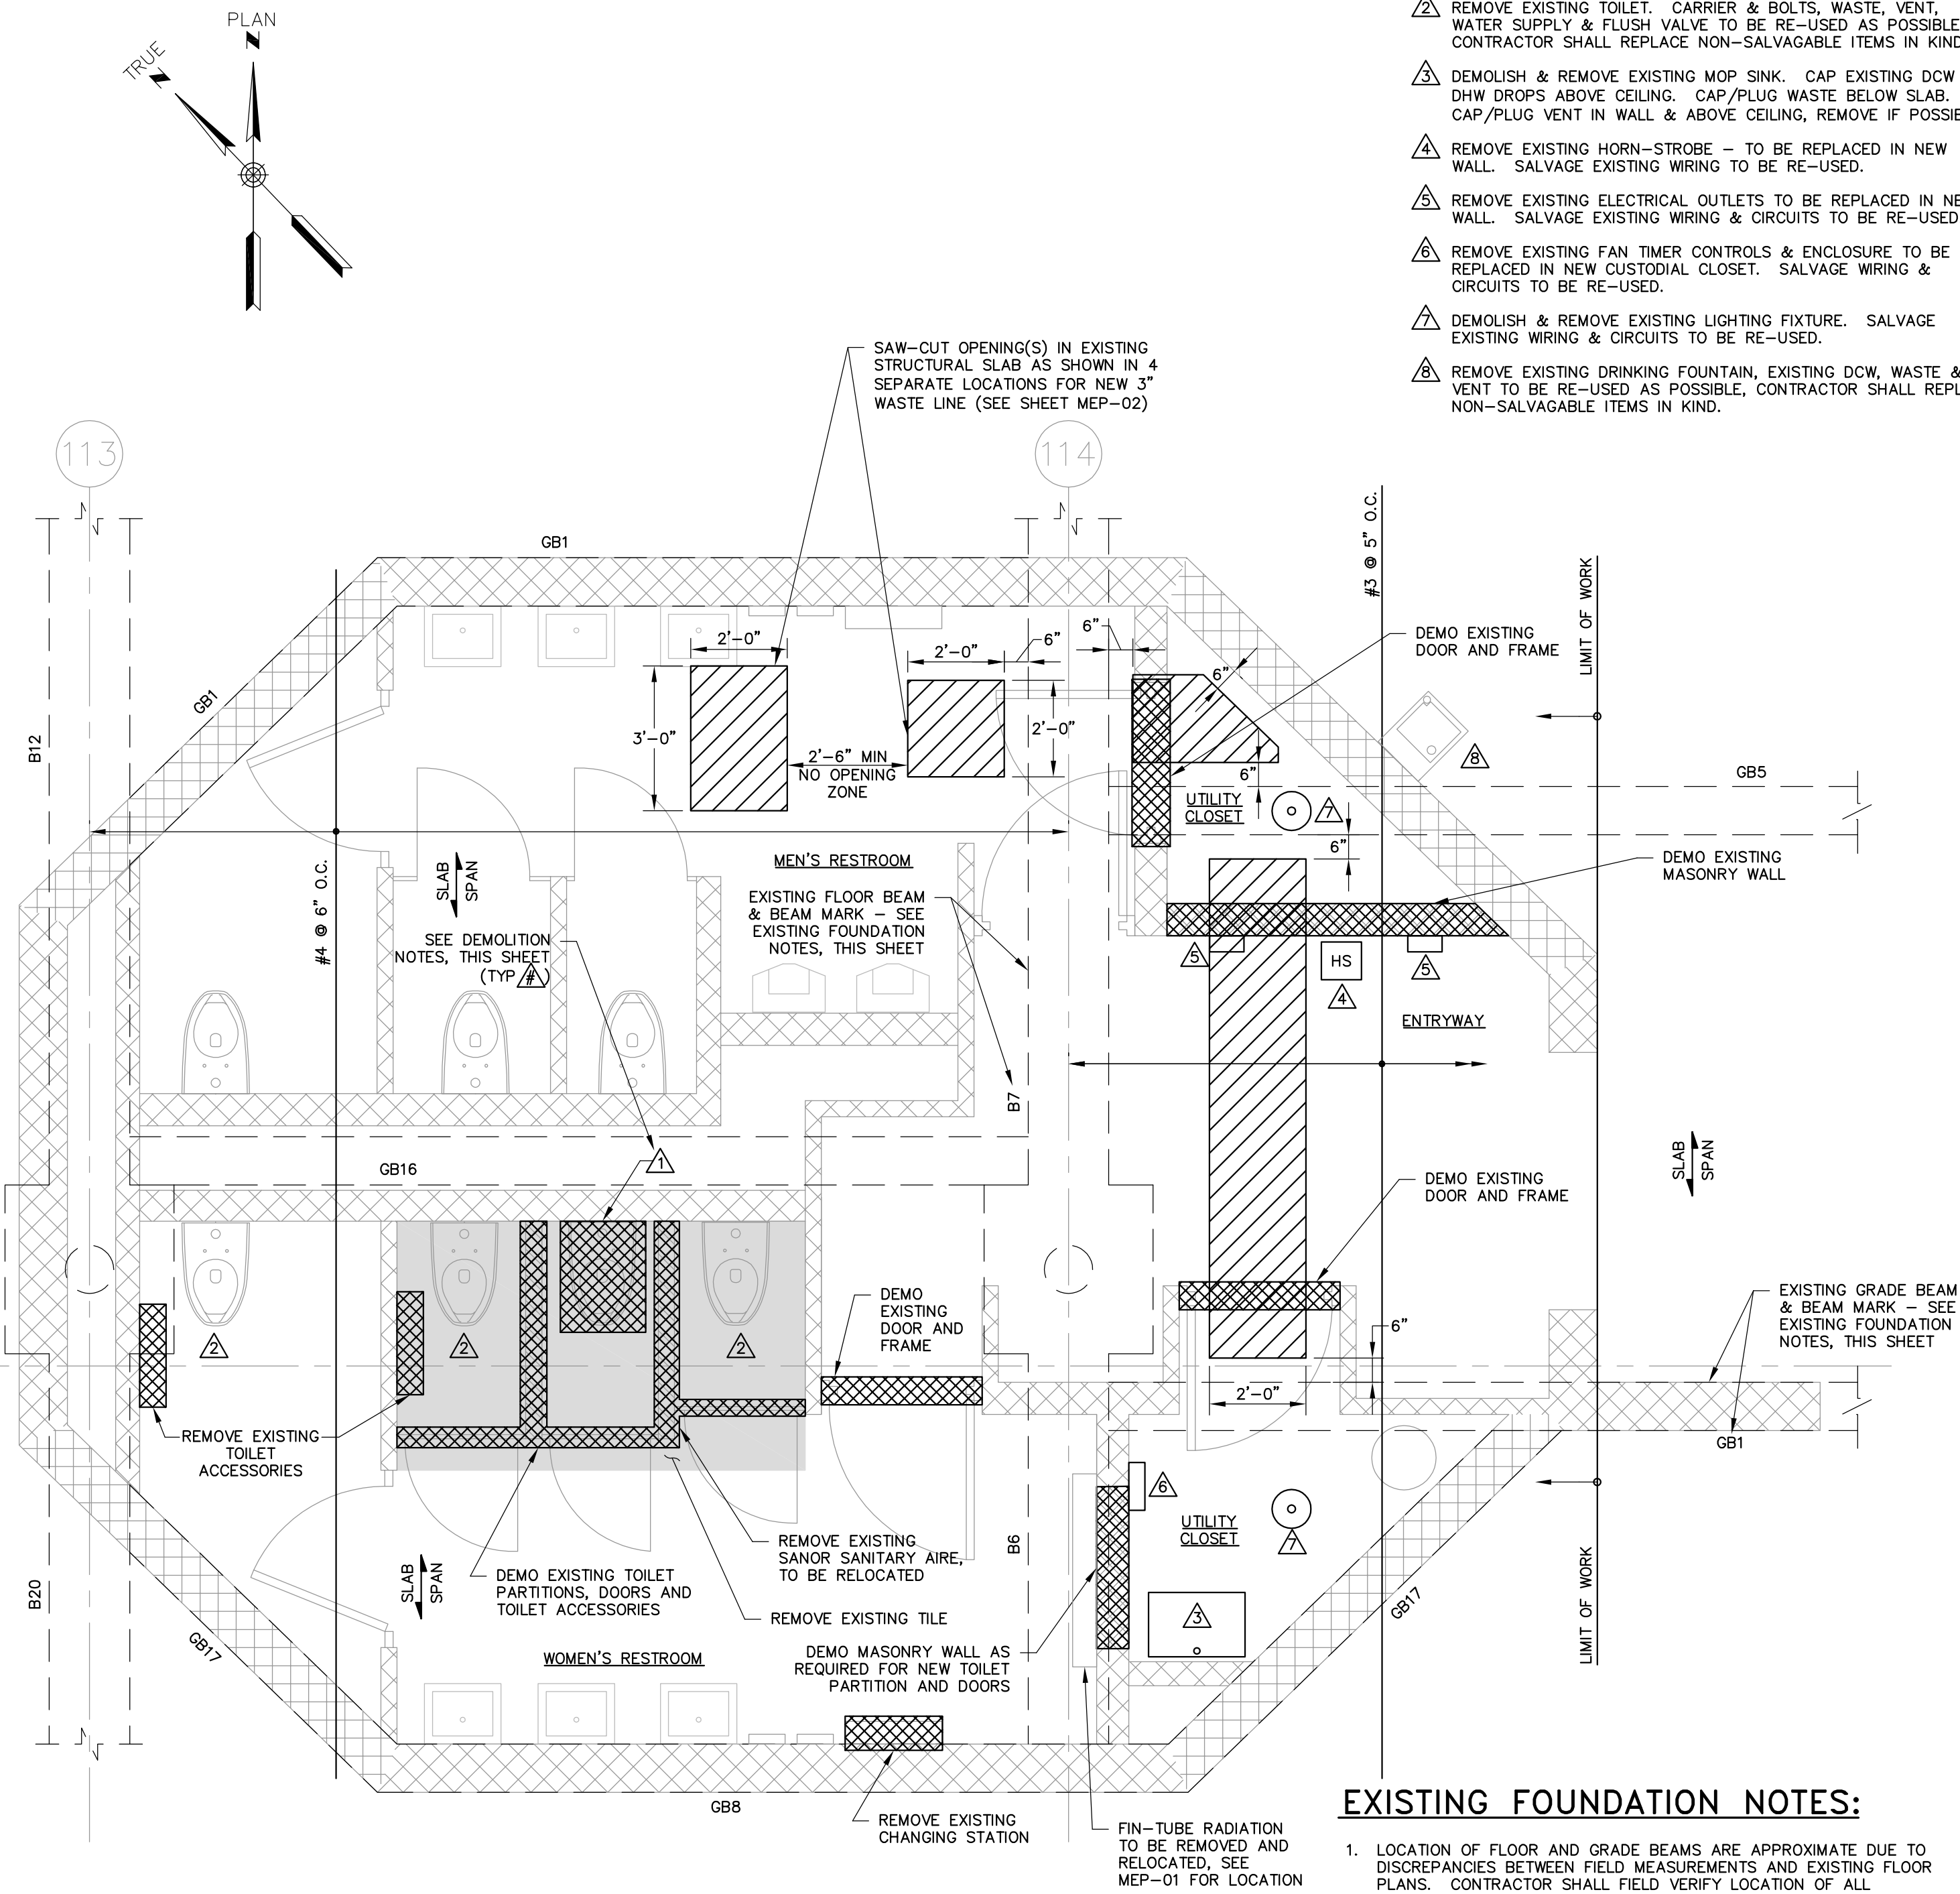 PLAN
N
TRUE
N
2 REMOVE EXISTING TOILET. CARRIER & BOLTS, WASTE, VENT,
WATER SUPPLY & FLUSH VALVE TO BE RE-USED AS POSSIBLE
CONTRACTOR SHALL REPLACE NON-SALVAGABLE ITEMS IN KIND
3 DEMOLISH & REMOVE EXISTING MOP SINK. CAP EXISTING DCW
DHW DROPS ABOVE CEILING. CAP/PLUG WASTE BELOW SLAB.
CAP/PLUG VENT IN WALL & ABOVE CEILING, REMOVE IF
4 REMOVE EXISTING HORN-STROBE - TO BE REPLACED IN NEW
WALL. SALVAGE EXISTING WIRING TO BE RE-USED.
5 REMOVE EXISTING ELECTRICAL OUTLETS TO BE REPLACED IN
WALL. SALVAGE EXISTING WIRING & CIRCUITS TO BE RE-USED
6 REMOVE EXISTING FAN TIMER CONTROLS & ENCLOSURE TO BE
REPLACED IN NEW CUSTODIAL CLOSET. SALVAGE WIRING &
CIRCUITS TO BE RE-USED.
7 DEMOLISH & REMOVE EXISTING LIGHTING FIXTURE. SALVAGE
EXISTING WIRING & CIRCUITS TO BE RE-USED.
8 REMOVE EXISTING DRINKING FOUNTAIN, EXISTING DCW, WASTE &
VENT TO BE RE-USED AS POSSIBLE, CONTRACTOR SHALL
NON-SALVAGABLE ITEMS IN KIND.
SAW-CUT OPENING(S) IN EXISTING
STRUCTURAL SLAB AS SHOWN IN 4
SEPARATE LOCATIONS FOR NEW 3"
WASTE LINE (SEE SHEET MEP-02)
113
114
GB1
#3 @ 5" O.C.
LIMIT OF WORK
DEMO EXISTING
DOOR AND FRAME
2'-0"
2'-0"
6"
6"
6"
GB1
B12
3'-0"
2'-0"
2'-6" MIN
NO OPENING
ZONE
6"
8
GB5
UTILITY
CLOSET
7
6"
MEN'S RESTROOM
DEMO EXISTING
MASONRY WALL
SLAB
SPAN
#4 @ 6" O.C.
EXISTING FLOOR BEAM
& BEAM MARK - SEE
EXISTING FOUNDATION
NOTES, THIS SHEET
SEE DEMOLITION
NOTES, THIS SHEET
(TYP #)
5
HS
4
5
ENTRYWAY
B7
1
GB16
SLAB
SPAN
DEMO EXISTING
DOOR AND FRAME
2
2
2
DEMO
EXISTING
DOOR AND
FRAME
EXISTING GRADE BEAM
& BEAM MARK - SEE
EXISTING FOUNDATION
NOTES, THIS SHEET
6"
2'-0"
REMOVE EXISTING
TOILET
ACCESSORIES
GB1
6
UTILITY
CLOSET
7
B6
REMOVE EXISTING
SANOR SANITARY AIRE,
TO BE RELOCATED
SLAB
SPAN
DEMO EXISTING TOILET
PARTITIONS, DOORS AND
TOILET ACCESSORIES
REMOVE EXISTING TILE
B20
GB17
3
GB17
LIMIT OF WORK
WOMEN'S RESTROOM
DEMO MASONRY WALL AS
REQUIRED FOR NEW TOILET
PARTITION AND DOORS
GB8
REMOVE EXISTING
CHANGING STATION
FIN-TUBE RADIATION
TO BE REMOVED AND
RELOCATED, SEE
MEP-01 FOR LOCATION
EXISTING FOUNDATION NOTES:
1. LOCATION OF FLOOR AND GRADE BEAMS ARE APPROXIMATE DUE TO
DISCREPANCIES BETWEEN FIELD MEASUREMENTS AND EXISTING FLOOR
PLANS. CONTRACTOR SHALL FIELD VERIFY LOCATION OF ALL